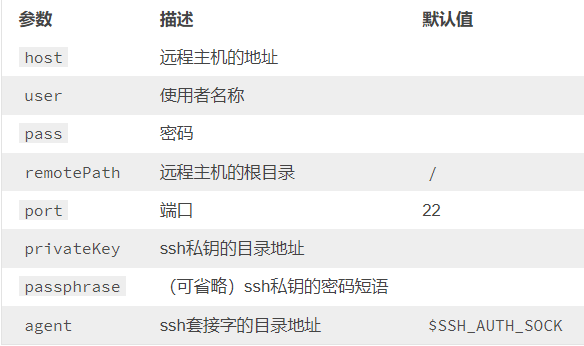 参数 描述 默认值
host 远程主机的地址
user 使用者名称
pass 密码
remotePath 远程主机的根目录 /
port 端口 22
privateKey ssh私钥的目录地址
passphrase （可省略）ssh私钥的密码短语
agent ssh套接字的目录地址 $SSH_AUTH_SOCK